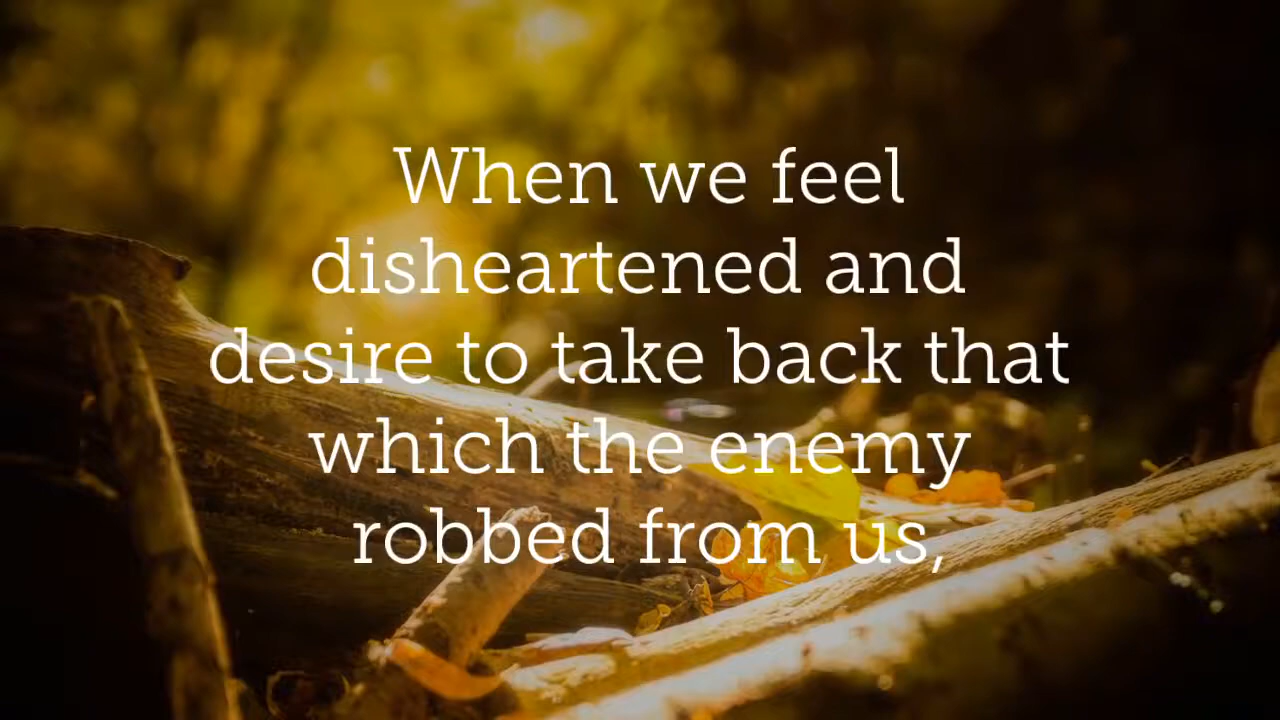 When we feel
disheartened and
desire to take back that
which the enemy
robbed from us,